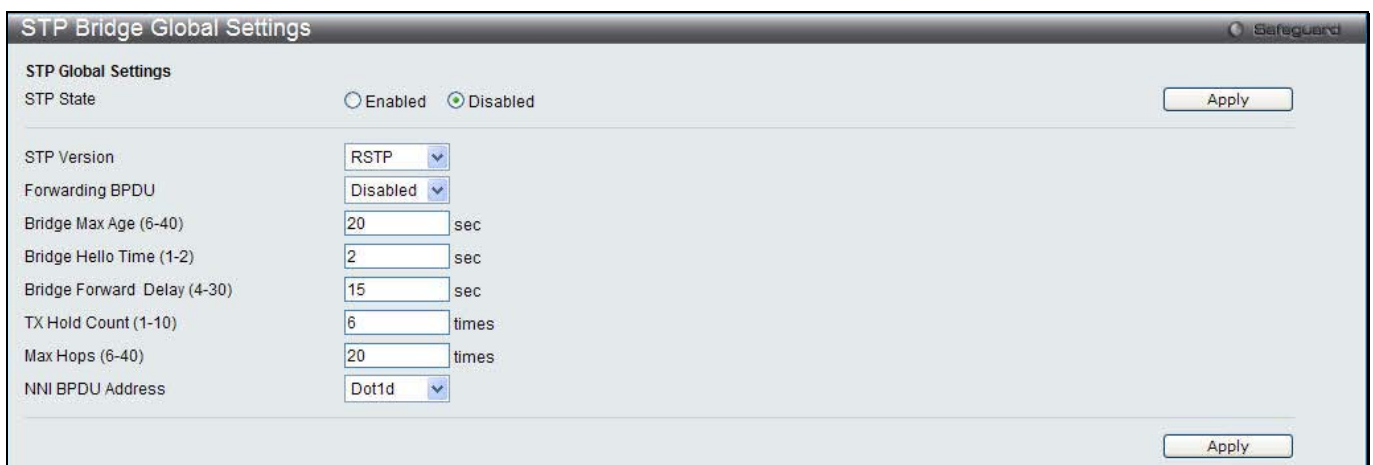 STP Bridge Global Settings
Safeguard
STP Global Settings
STP State Enabled Disabled Apply
STP Version RSTP
Forwarding BPDU Disabled
Bridge Max Age (6-40) 20 sec
Bridge Hello Time (1-2) 2 sec
Bridge Forward Delay (4-30) 15 sec
TX Hold Count (1-10) 6 times
Max Hops (6-40) 20 times
NNI BPDU Address Dot1d
Apply